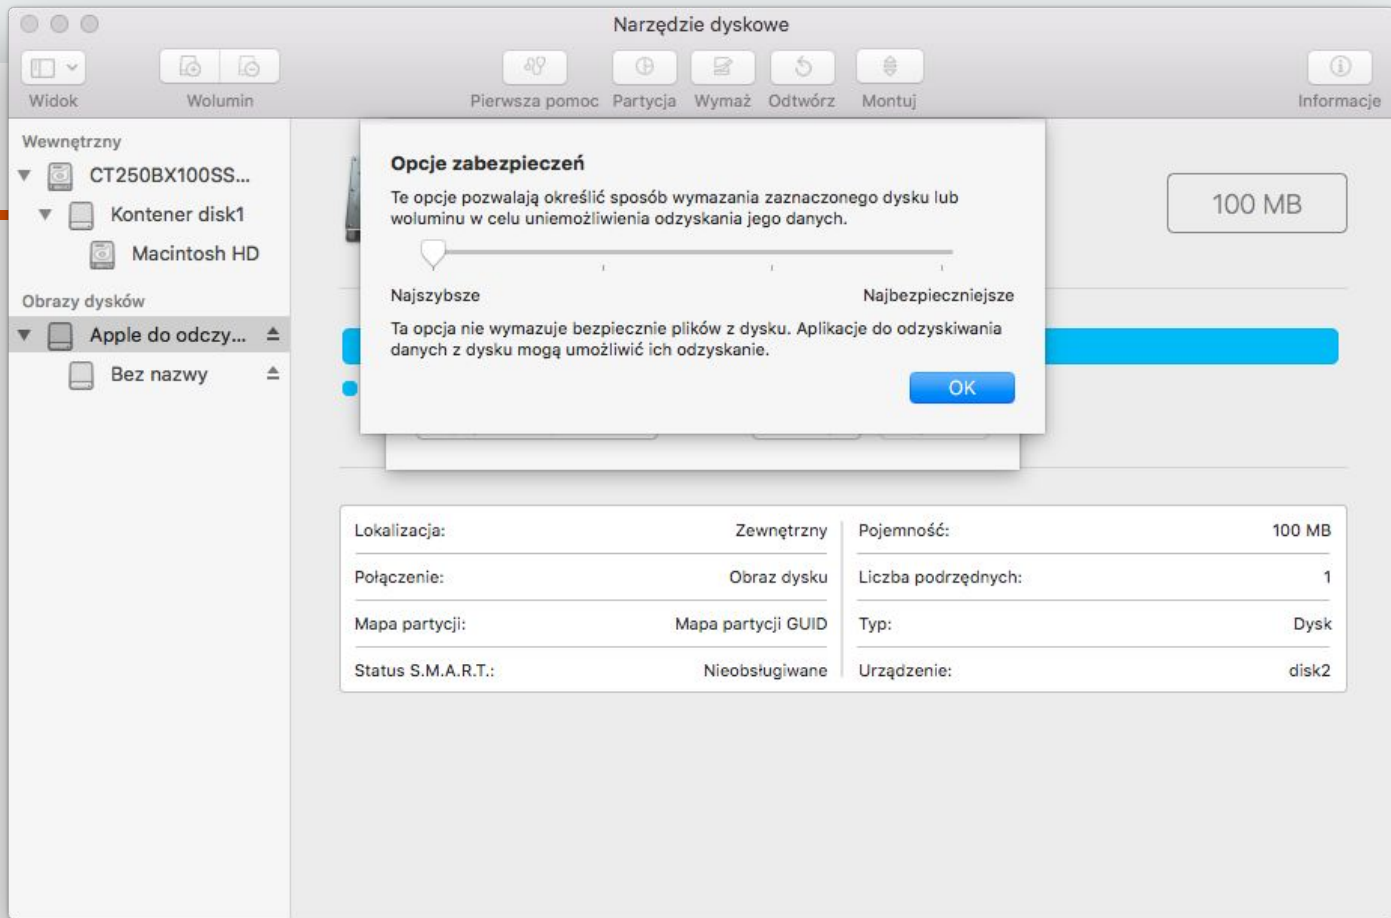 Narzędzie dyskowe
Widok
Wolumin
Pierwsza pomoc
Partycja
Wymaż
Odtwórz
Montuj
Informacje
Wewnętrzny
CT250BX100SS...
Kontener disk1
Macintosh HD
Obrazy dysków
Apple do odczy...
Bez nazwy
Opcje zabezpieczeń
Te opcje pozwalają określić sposób wymazania zaznaczonego dysku lub
woluminu w celu uniemożliwienia odzyskania jego danych.
Najszybsze
Najbezpieczniejsze
Ta opcja nie wymazuje bezpiecznie plików z dysku. Aplikacje do odzyskiwania
danych z dysku mogą umożliwić ich odzyskanie.
OK
100 MB
Lokalizacja: Zewnętrzny
Pojemność: 100 MB
Połączenie: Obraz dysku
Liczba podrzędnych: 1
Mapa partycji: Mapa partycji GUID
Typ: Dysk
Status S.M.A.R.T.: Nieobsługiwane
Urządzenie: disk2